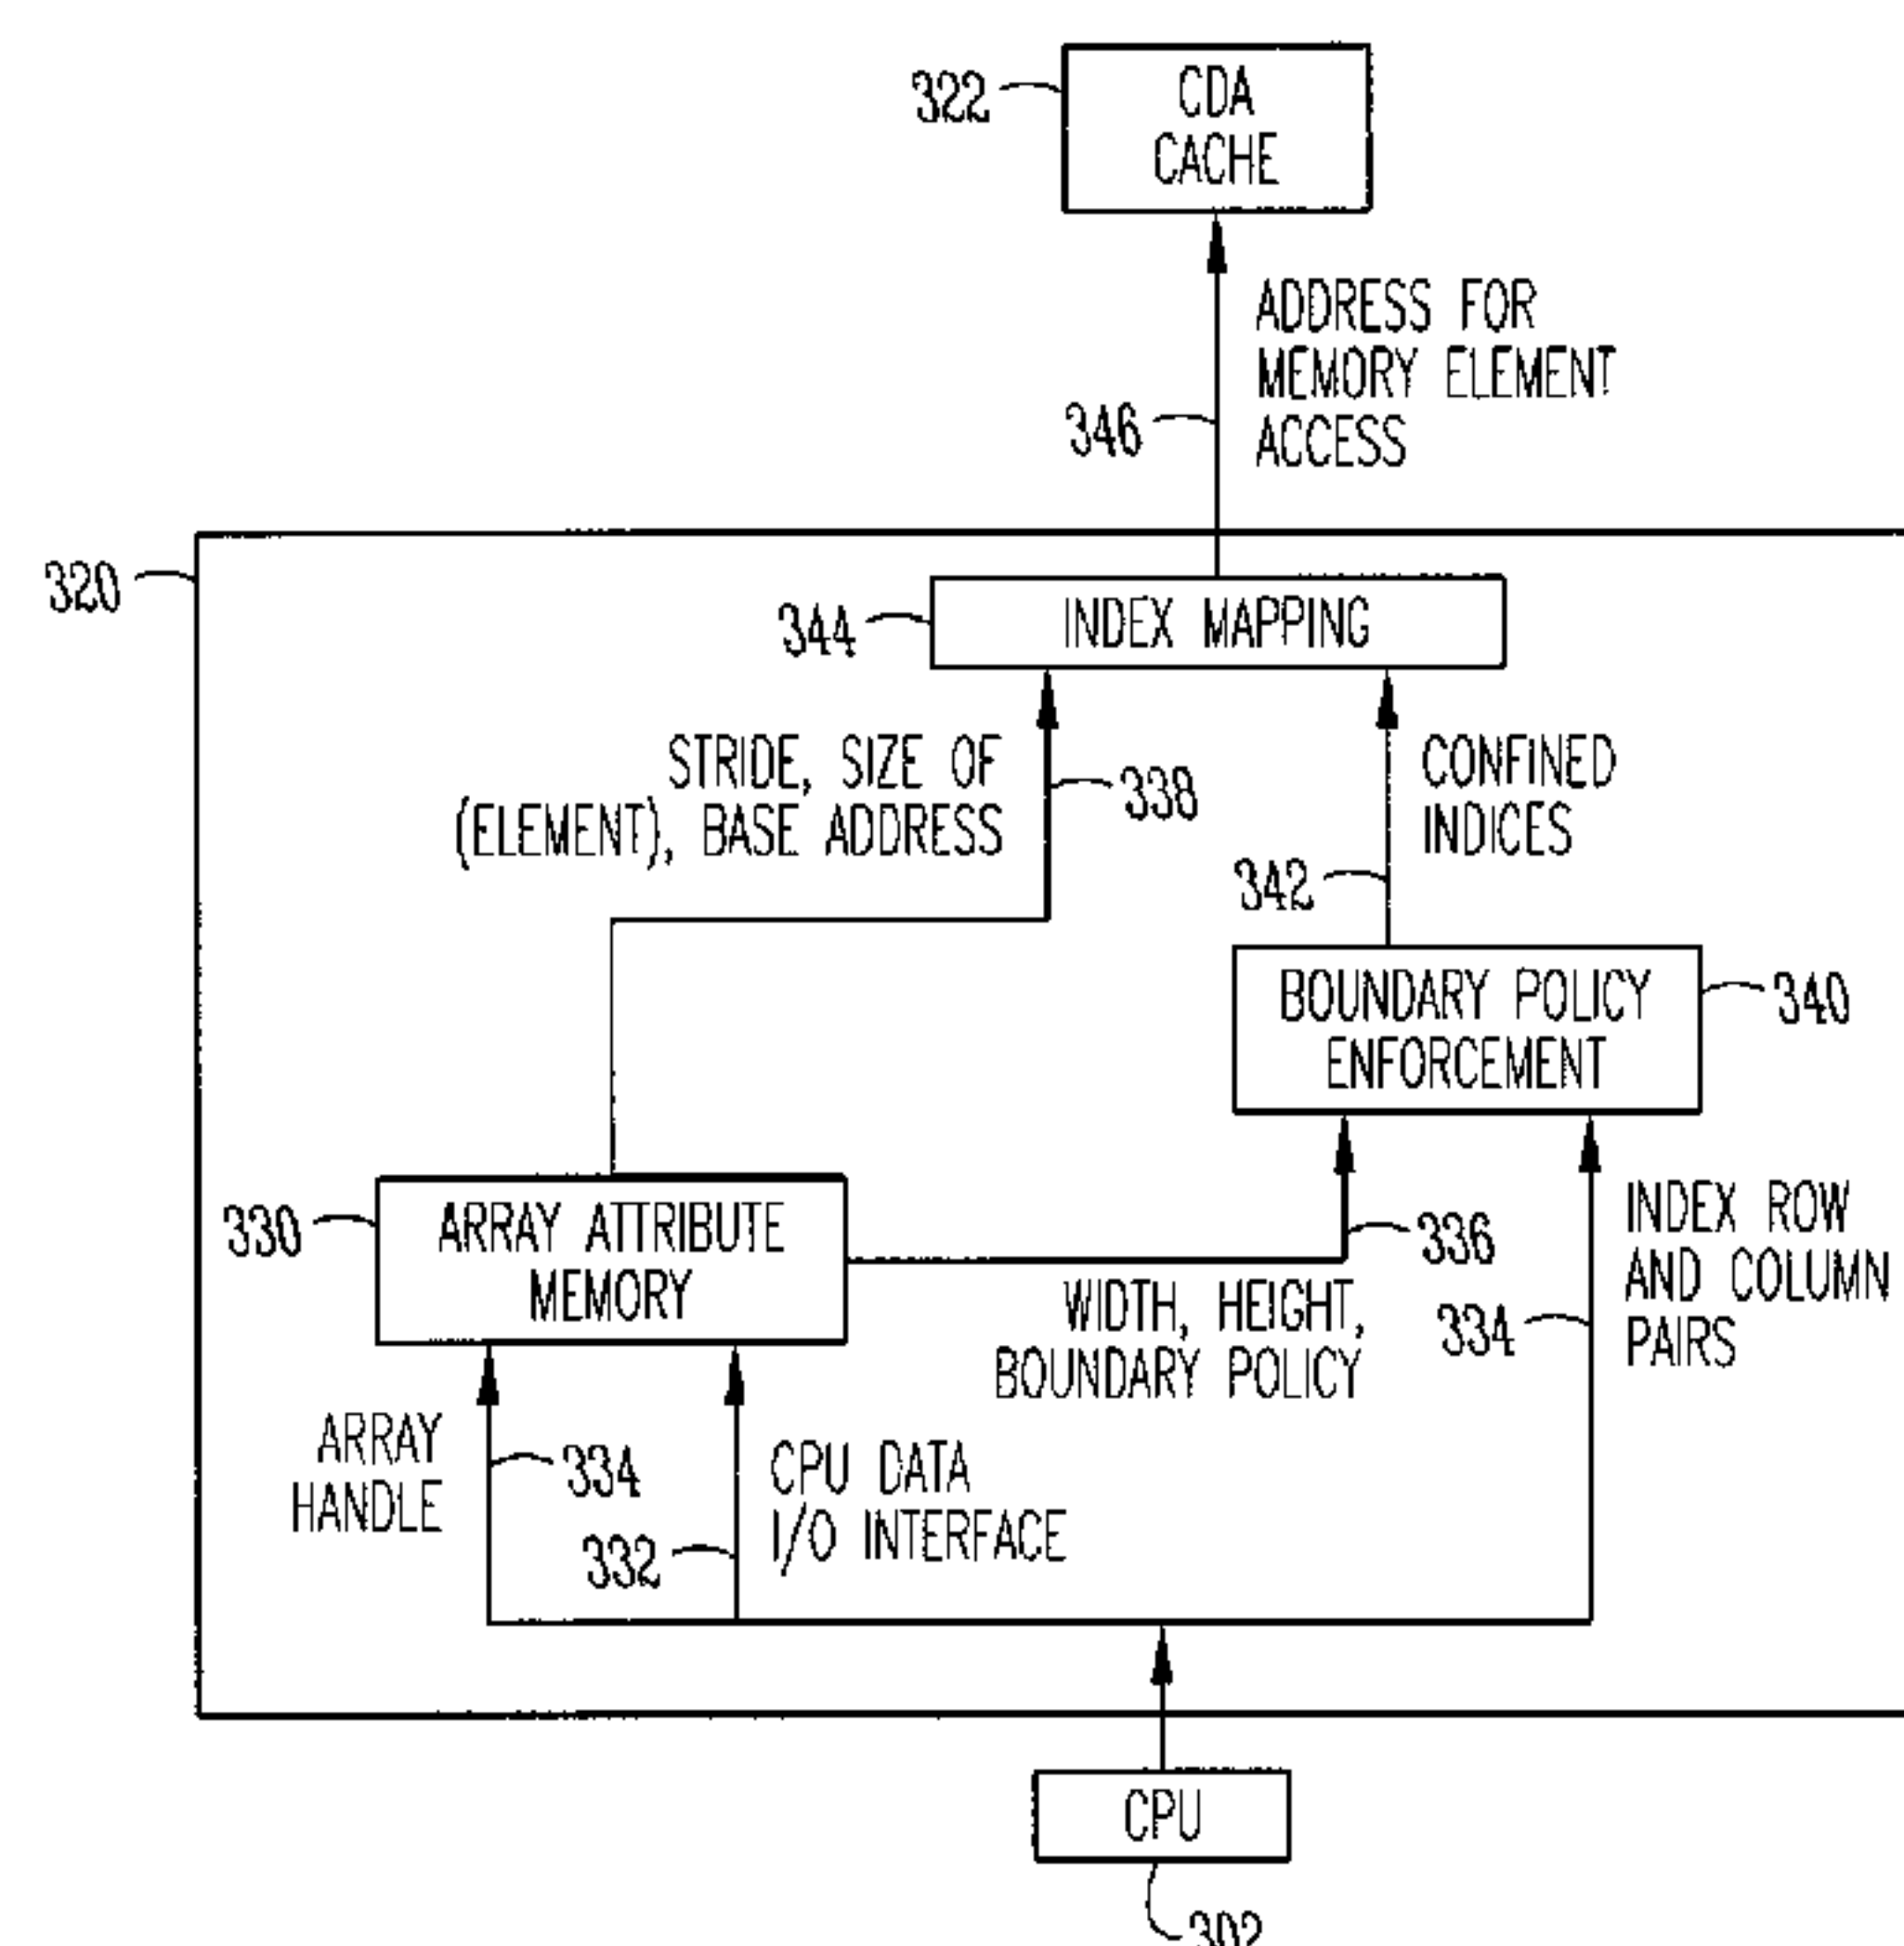 322
CDA
CACHE
ADDRESS FOR
MEMORY ELEMENT
ACCESS
346
320
344
INDEX MAPPING
STRIDE, SIZE OF
(ELEMENT), BASE ADDRESS
338
CONFINED
INDICES
342
BOUNDARY POLICY
ENFORCEMENT
340
330
ARRAY ATTRIBUTE
MEMORY
336
WIDTH, HEIGHT,
BOUNDARY POLICY
INDEX ROW
AND COLUMN
PAIRS
334
ARRAY
HANDLE
334
332
CPU DATA
I/O INTERFACE
CPU
302